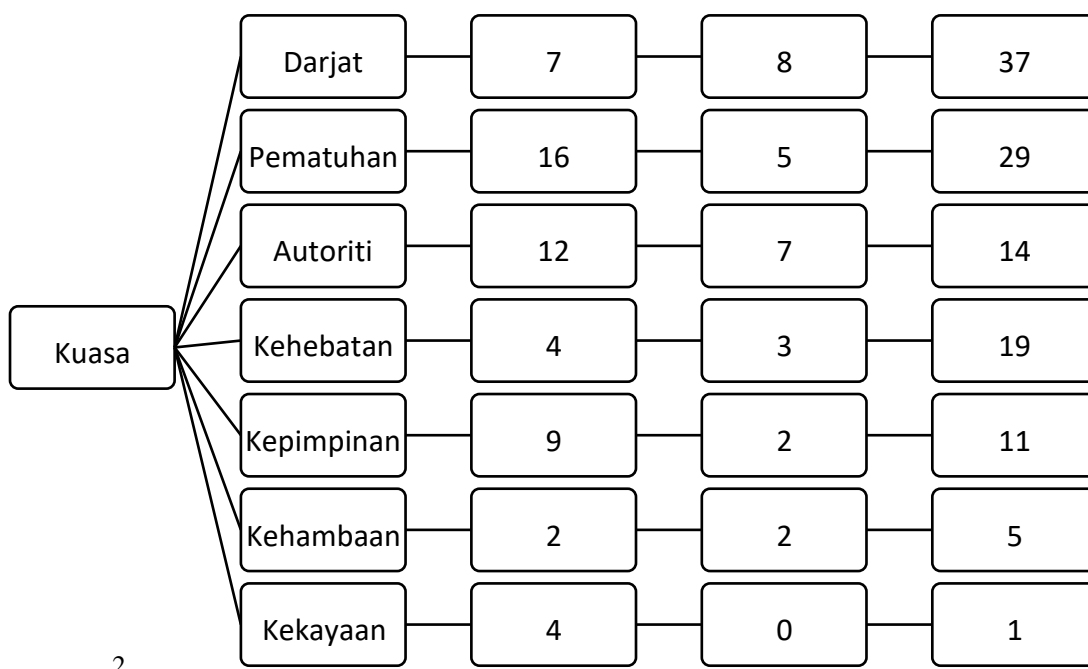 Darjat 7 8 37
Pematuhan 16 5 29
Autoriti 12 7 14
Kuasa
Kehebatan 4 3 19
Kepimpinan 9 2 11
Kehambaan 2 2 5
Kekayaan 4 0 1
2